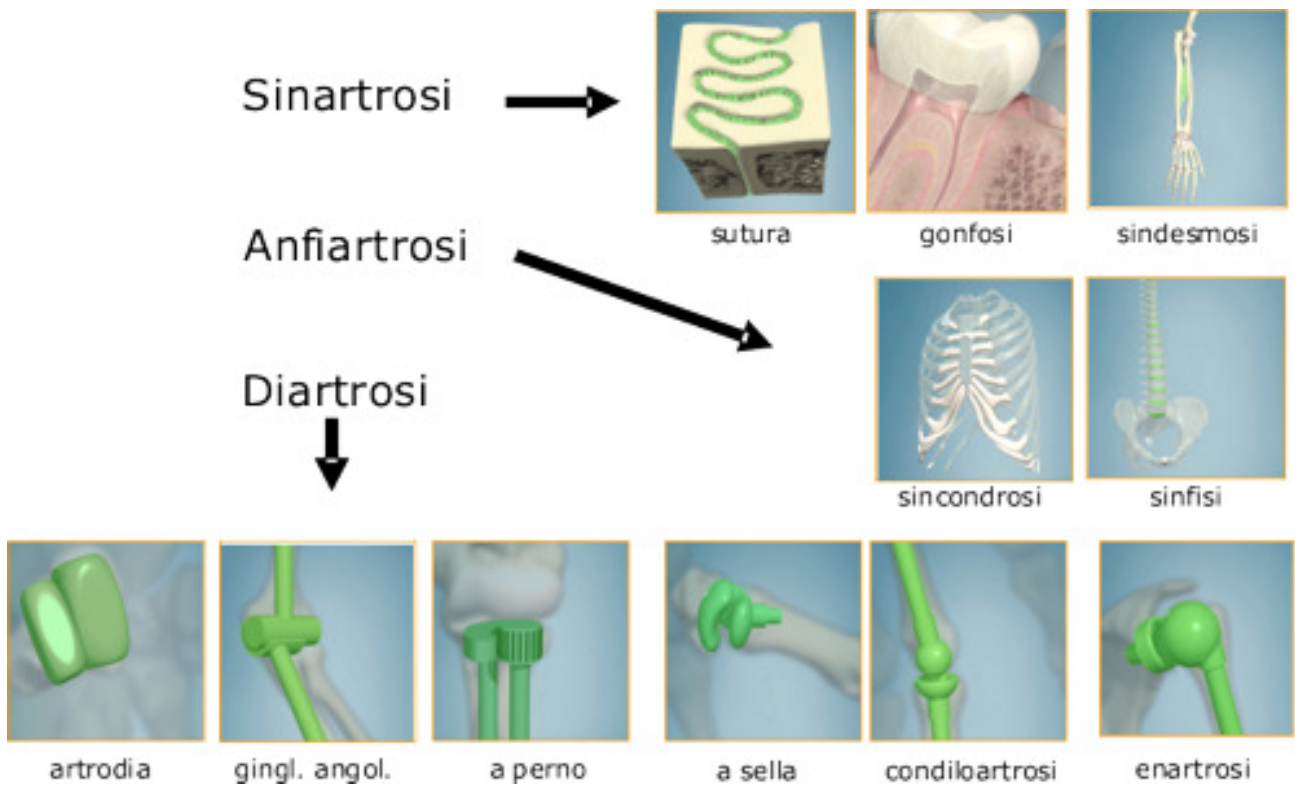 Sinartrosi
sutura
gonfosi
sindesmosi
Anfiartrosi
sincondrosi
sinfisi
Diartrosi
artrodia
gingl. angol.
a perno
a sella
condiloartrosi
enartrosi